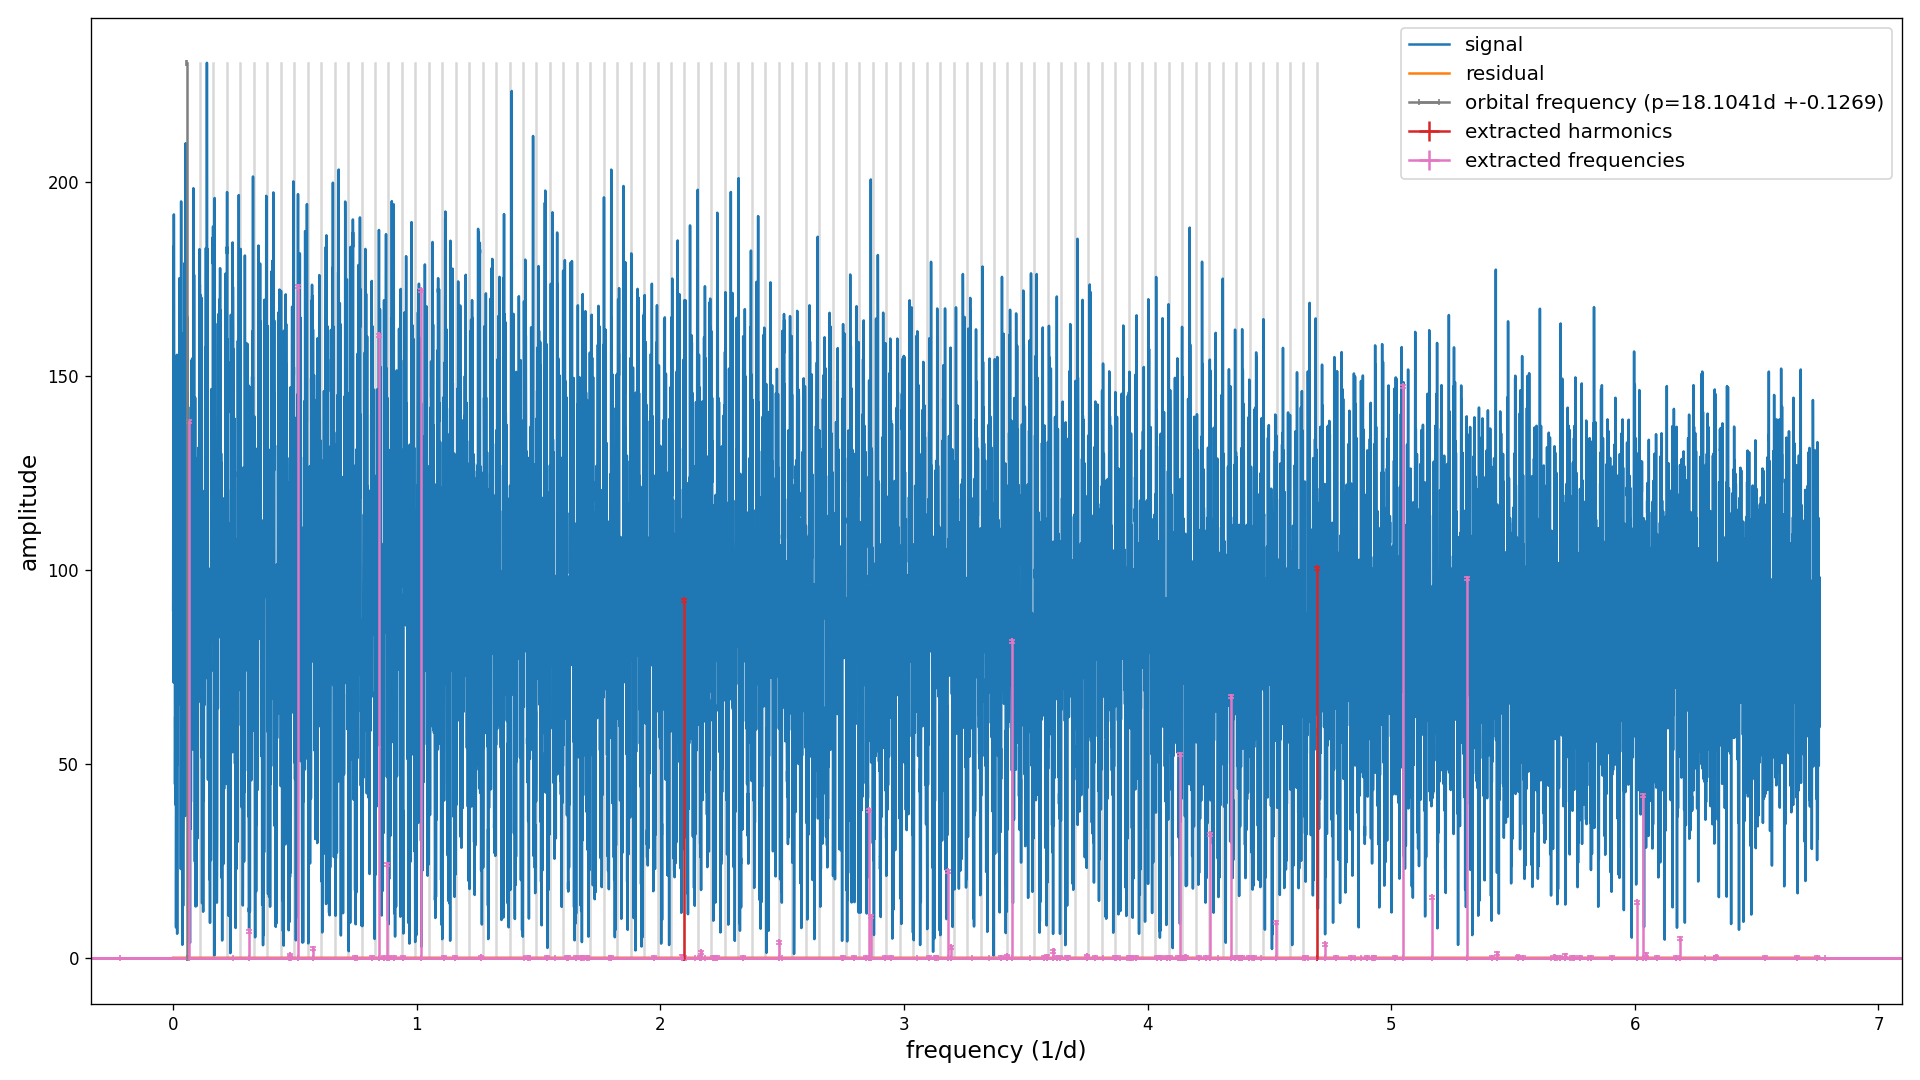 signal
residual
orbital frequency (p=18.1041d +-0.1269)
extracted harmonics
extracted frequencies
amplitude
200
150
100
50
0
0 1 2 3 4 5 6 7
frequency (1/d)